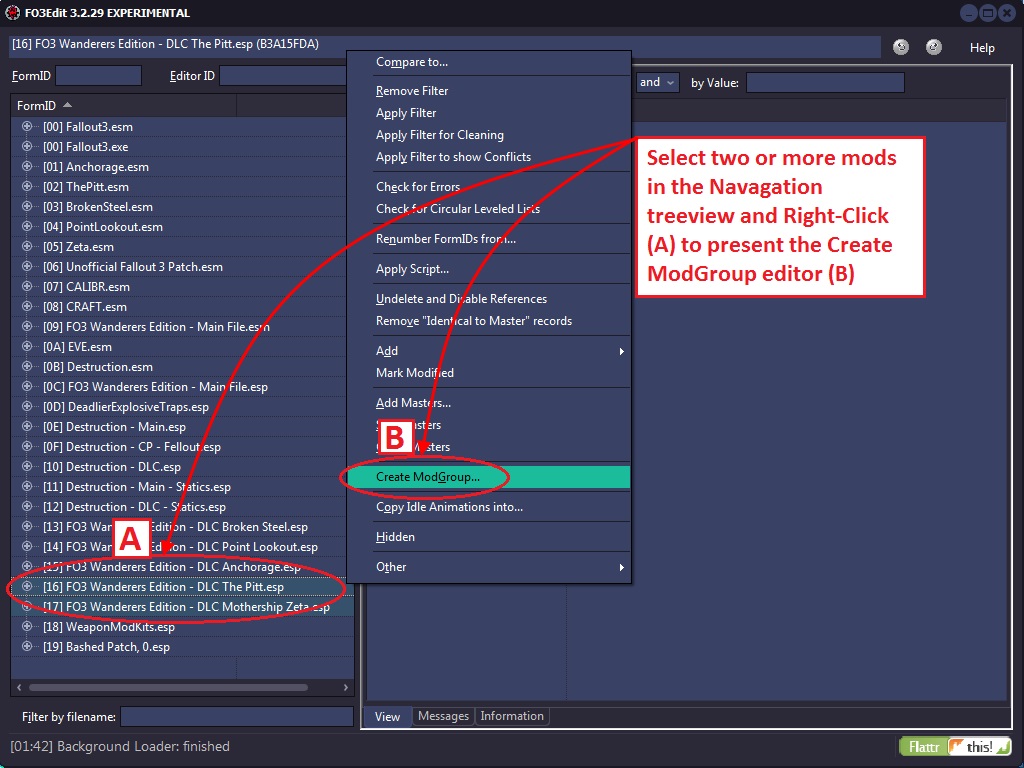 FO3Edit 3.2.29 EXPERIMENTAL
[16] FO3 Wanderers Edition - DLC The Pitt.esp (B3A15FDA)
Help
FormID
Editor ID
and
by Value:
FormID
[00] Fallout3.esm
[00] Fallout3.exe
[01] Anchorage.esm
[02] ThePitt.esm
[03] BrokenSteel.esm
[04] PointLookout.esm
[05] Zeta.esm
[06] Unofficial Fallout 3 Patch.esm
[07] CALIBR.esm
[08] CRAFT.esm
[09] FO3 Wanderers Edition - Main File.esm
[0A] EVE.esm
[0B] Destruction.esm
[0C] FO3 Wanderers Edition - Main File.esp
[0D] DeadlierExplosiveTraps.esp
[0E] Destruction - Main.esp
[0F] Destruction - CP - Fellout.esp
[10] Destruction - DLC.esp
[11] Destruction - Main - Statics.esp
[12] Destruction - DLC - Statics.esp
[13] FO3 Wanderers Edition - DLC Broken Steel.esp
[14] FO3 Wan Edition - DLC Point Lookout.esp
[15] FO3 Wanderers Edition - DLC Anchorage.esp
[16] FO3 Wanderers Edition - DLC The Pitt.esp
[17] FO3 Wanderers Edition - DLC Mothership Zeta.esp
[18] WeaponModKits.esp
[19] Bashed Patch, 0.esp
A
Compare to...
Remove Filter
Apply Filter
Apply Filter for Cleaning
Apply Filter to show Conflicts
Check for Errors
Check for Circular Leveled Lists
Renumber FormIDs from...
Apply Script...
Undelete and Disable References
Remove "Identical to Master" records
Add
Mark Modified
Add Masters...
Masters
Masters
B
Create ModGroup...
Copy Idle Animations into...
Hidden
Other
Select two or more mods
in the Navagation
treeview and Right-Click
(A) to present the Create
ModGroup editor (B)
Filter by filename:
View
Messages
Information
[01:42] Background Loader: finished
Flattr this!